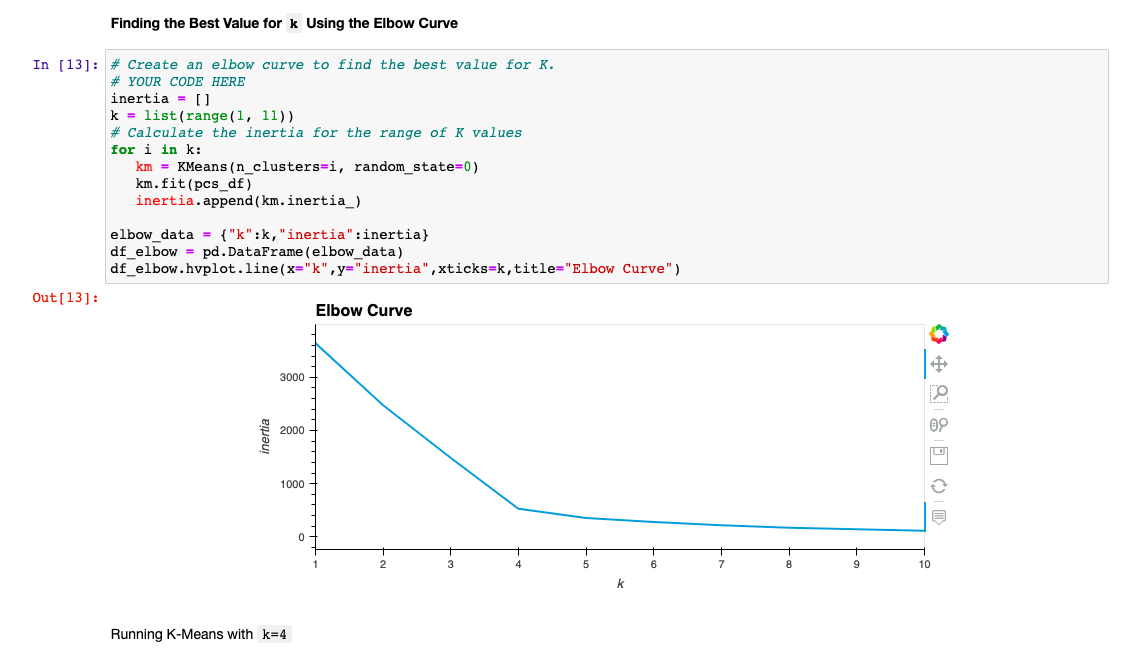 Finding the Best Value for k Using the Elbow Curve
In [13]:
# Create an elbow curve to find the best value for K.
# YOUR CODE HERE
inertia = []
k = list(range(1, 11))
# Calculate the inertia for the range of K values
for i in k:
   km = KMeans(n_clusters=i, random_state=0)
   km.fit(pcs_df)
   inertia.append(km.inertia_)
elbow_data = {"k":k,"inertia":inertia}
df_elbow = pd.DataFrame(elbow_data)
df_elbow.hvplot.line(x="k",y="inertia",xticks=k,title="Elbow Curve")
Out[13]:
Elbow Curve
3000
2000
1000
0
inertia
1 2 3 4 5 6 7 8 9 10
k
Running K-Means with k=4